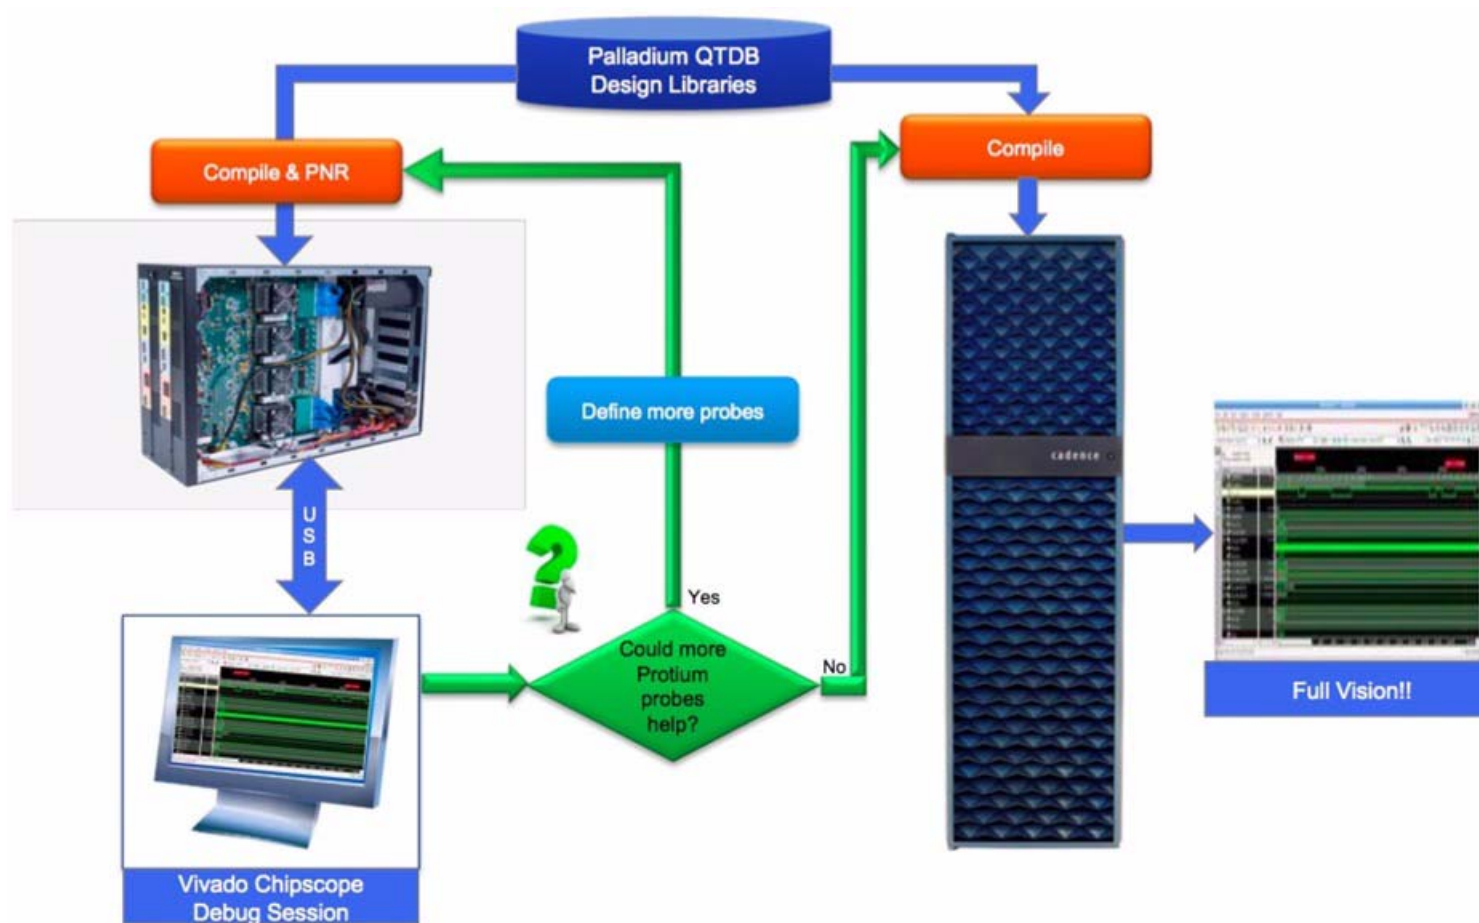 Palladium QTDB
Design Libraries
Compile & PNR
Compile
Define more probes
cadence
USB
Yes
Could more
Protium
probes
help?
No
Full Vision!!
Vivado Chipscope
Debug Session